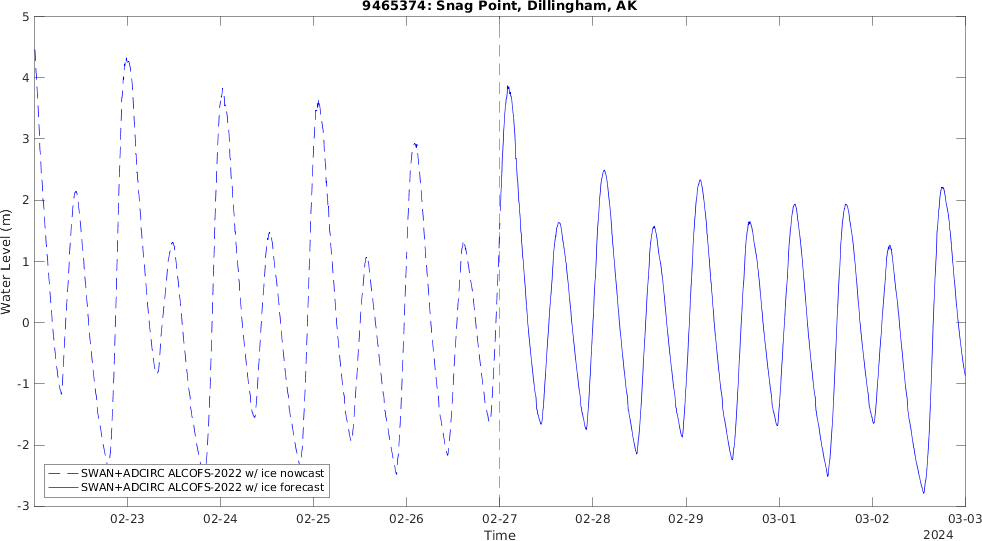 9465374: Snag Point, Dillingham, AK
5
4
3
2
1
0
-1
-2
-3
Water Level (m)
SWAN+ADCIRC ALCOFS-2022 w/ ice nowcast
SWAN+ADCIRC ALCOFS-2022 w/ ice forecast
02-23 02-24 02-25 02-26 02-27 02-28 02-29 03-01 03-02 03-03
Time
2024